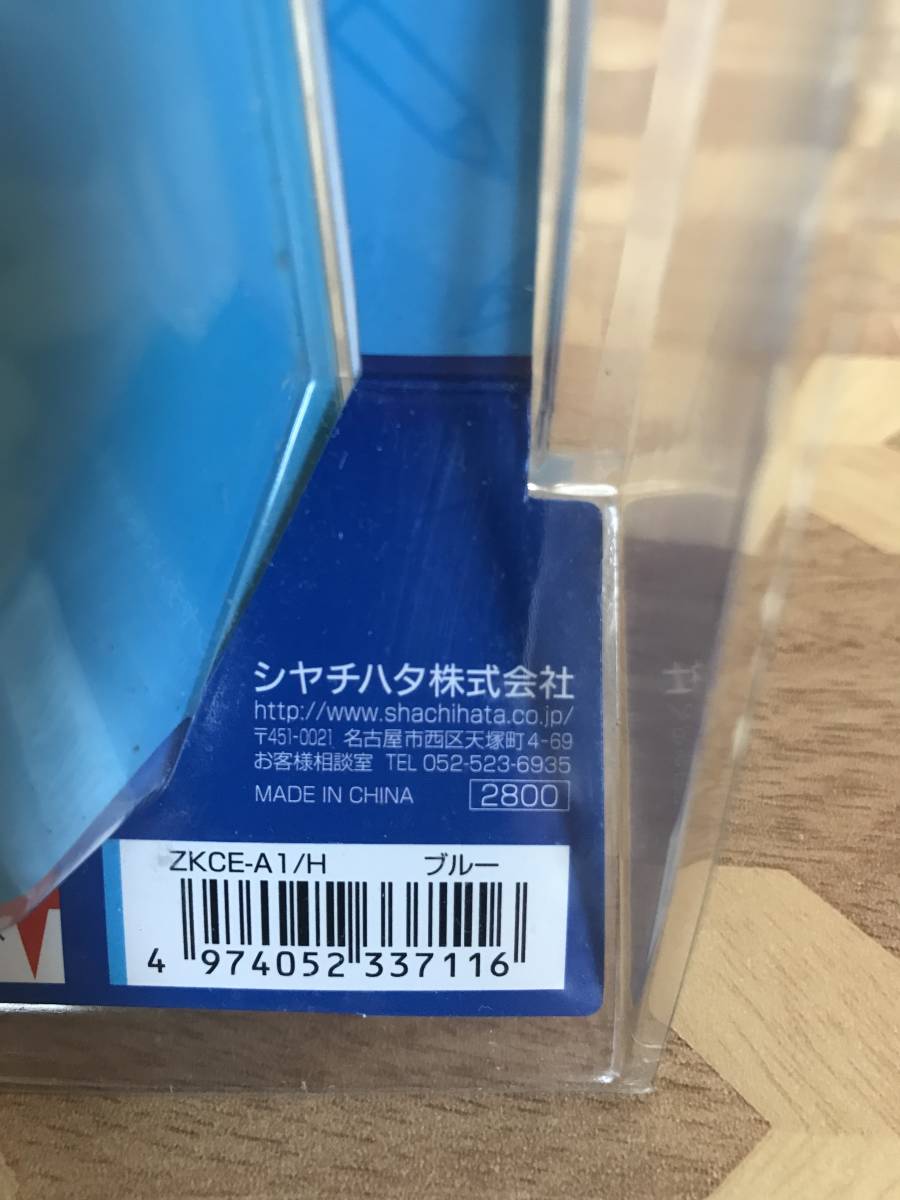 シヤチハタ株式会社
http://www.shachihata.co.jp/
〒451-0021 名古屋市西区天塚町4-69
お客様相談室 TEL 052-523-6935
MADE IN CHINA 2800
ZKCE-A1/H ブルー
4 974052 337116